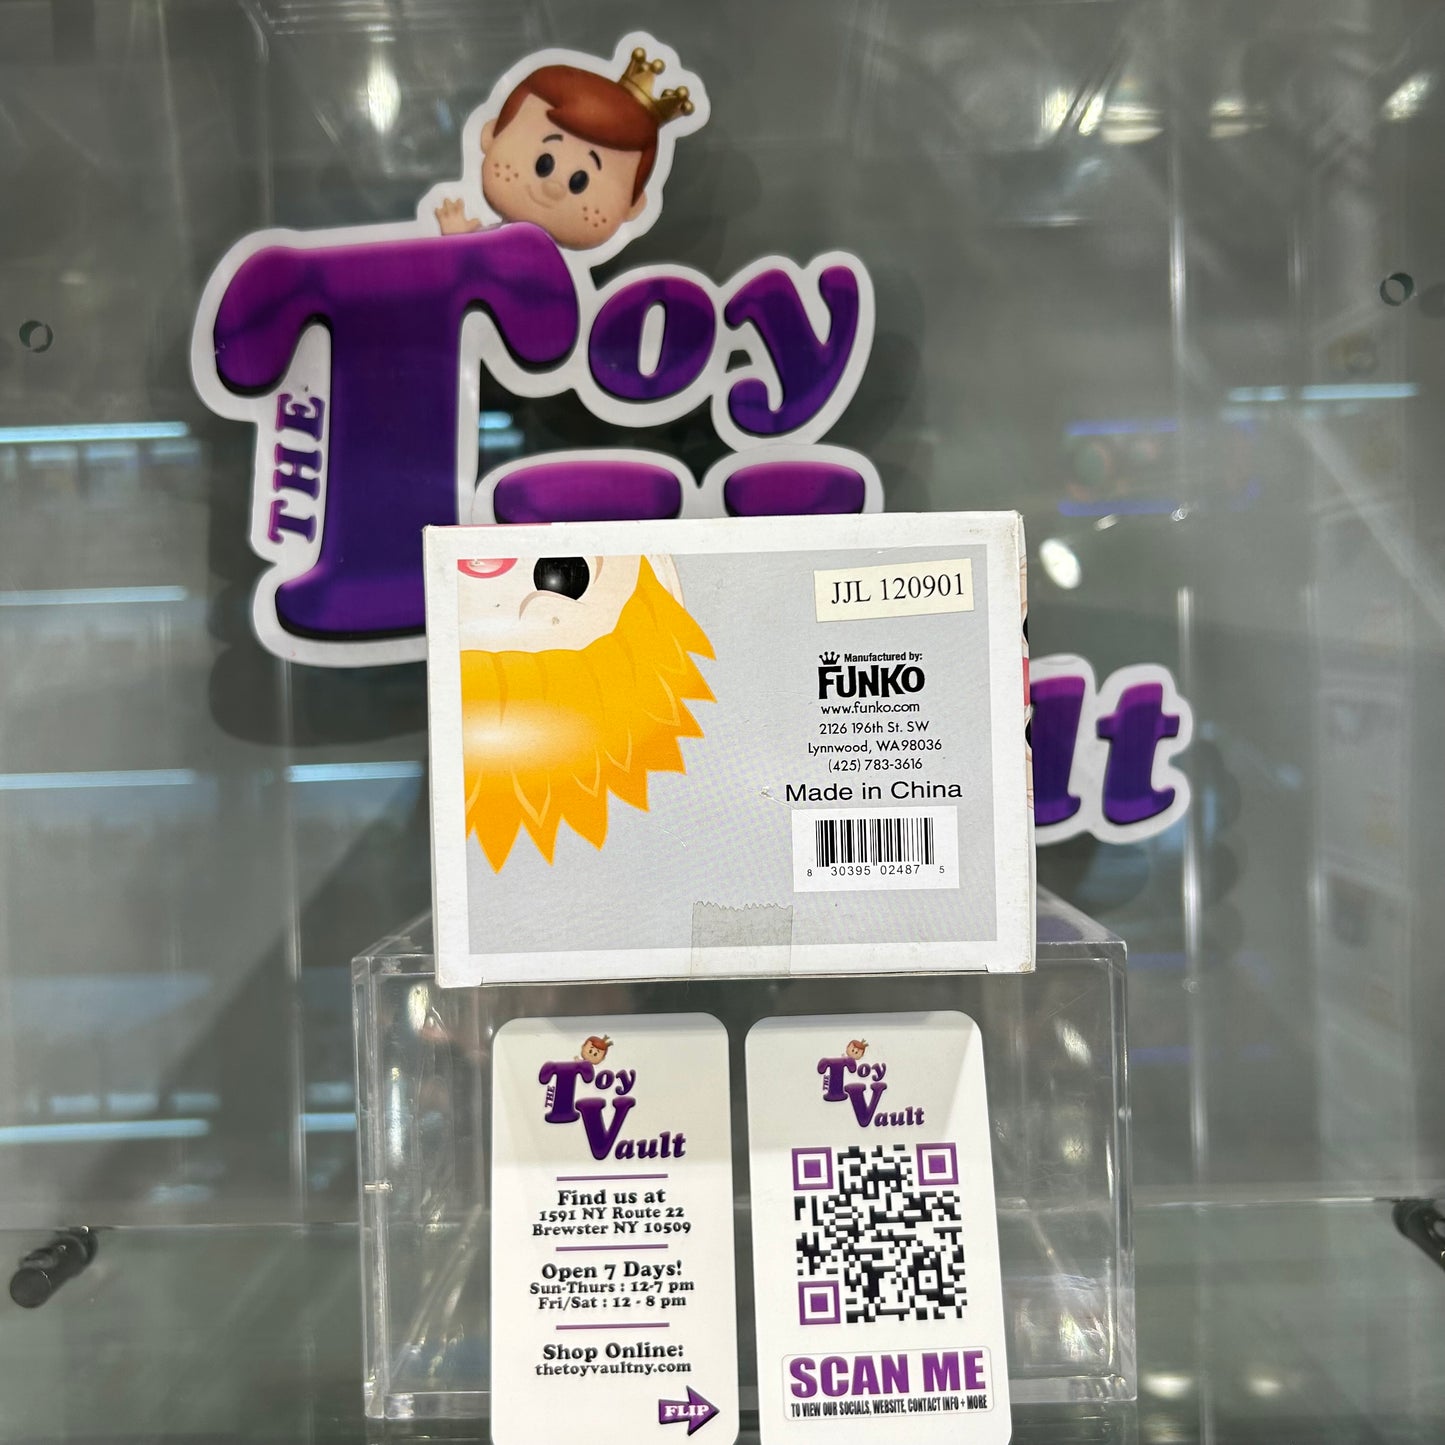 THE Toy
JJL 120901
Manufactured by:
FUNKO
www.funko.com
2126 196th St. SW
Lynnwood, WA 98036
(425) 783-3616
Made in China
8 30395 02487 5
THE Toy
Vault
Find us at
1591 NY Route 22
Brewster NY 10509
Open 7 Days!
Sun-Thurs : 12-7 pm
Fri/Sat : 12 - 8 pm
Shop Online:
thetoyvaultny.com
FLIP
THE Toy
Vault
SCAN ME
TO VIEW OUR SOCIALS, WEBSITE, CONTACT INFO + MORE